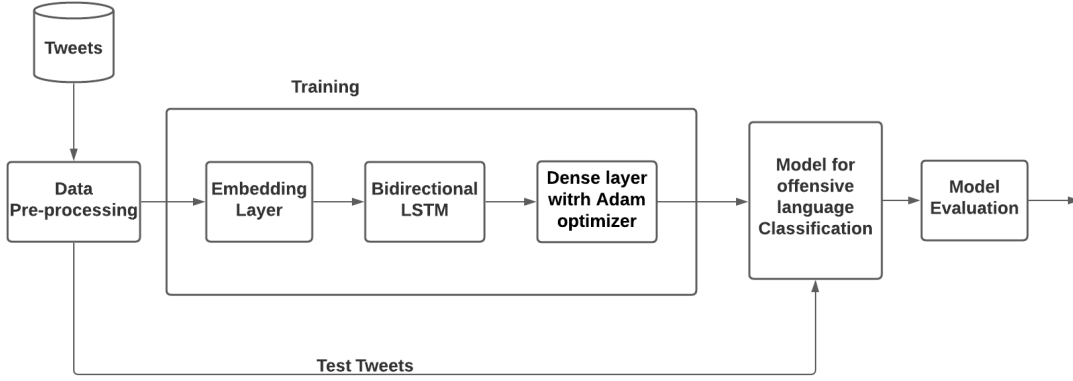 Tweets
Training
Data
Pre-processing
Embedding
Layer
Bidirectional
LSTM
Dense layer
witrh Adam
optimizer
Model for
offensive
language
Classification
Model
Evaluation
Test Tweets